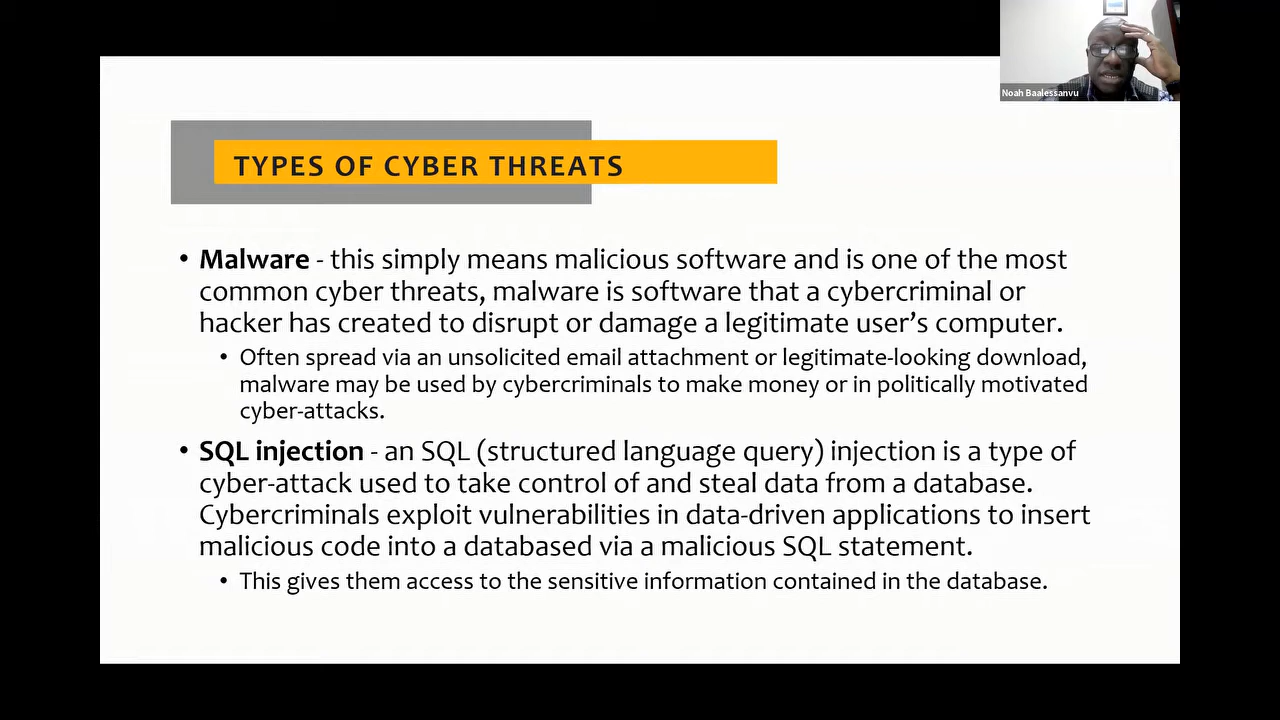 Noah Baalessanvu
TYPES OF CYBER THREATS
• Malware - this simply means malicious software and is one of the most
common cyber threats, malware is software that a cybercriminal or
hacker has created to disrupt or damage a legitimate user’s computer.
• Often spread via an unsolicited email attachment or legitimate-looking download,
malware may be used by cybercriminals to make money or in politically motivated
cyber-attacks.
• SQL injection - an SQL (structured language query) injection is a type of
cyber-attack used to take control of and steal data from a database.
Cybercriminals exploit vulnerabilities in data-driven applications to insert
malicious code into a databased via a malicious SQL statement.
• This gives them access to the sensitive information contained in the database.